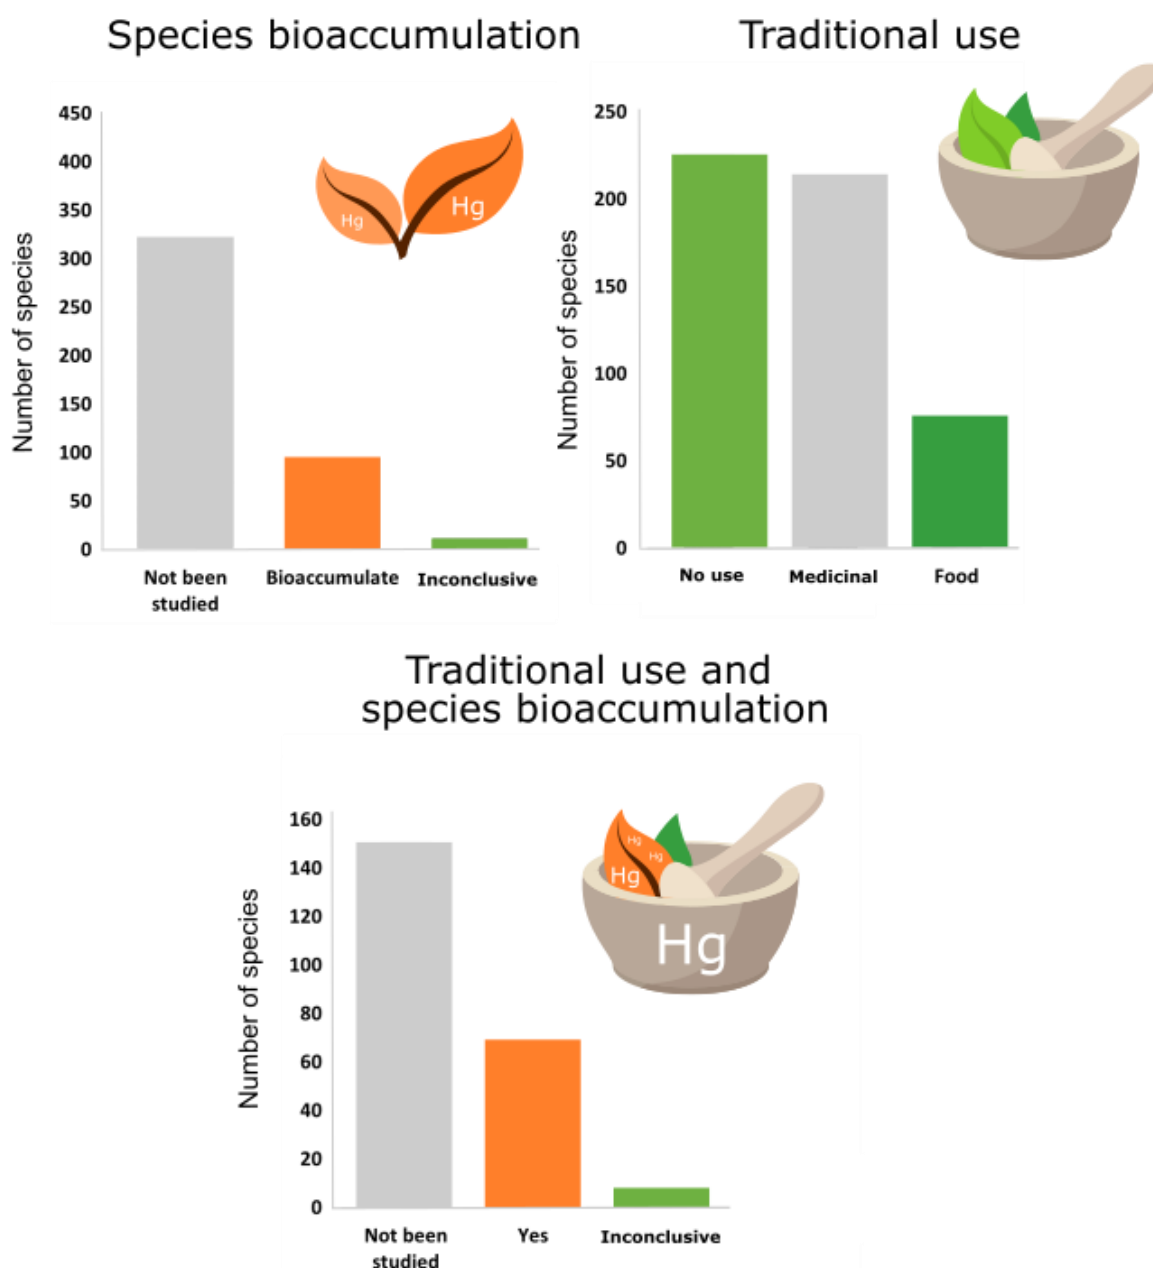 Species bioaccumulation
Number of species
450
400
350
300
250
200
150
100
50
0
Hg
Hg
Not been
studied
Bioaccumulate
Inconclusive
Traditional use
Number of species
250
200
150
100
50
0
No use
Medicinal
Food
Traditional use and
species bioaccumulation
Number of species
160
140
120
100
80
60
40
20
0
Hg
Hg
Hg
Hg
Not been
studied
Yes
Inconclusive